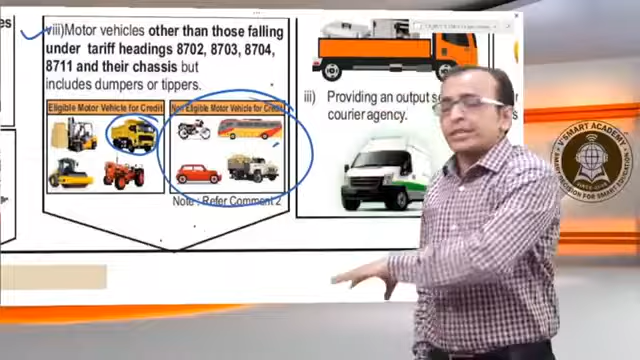 viii)Motor vehicles other than those falling
under tariff headings 8702, 8703, 8704,
8711 and their chassis but
includes dumpers or tippers.
Eligible Motor Vehicle for Credit
Non Eligible Motor Vehicle for Credit
Note : Refer Comment 2
iii) Providing an output
courier agency.
V'SMART ACADEMY